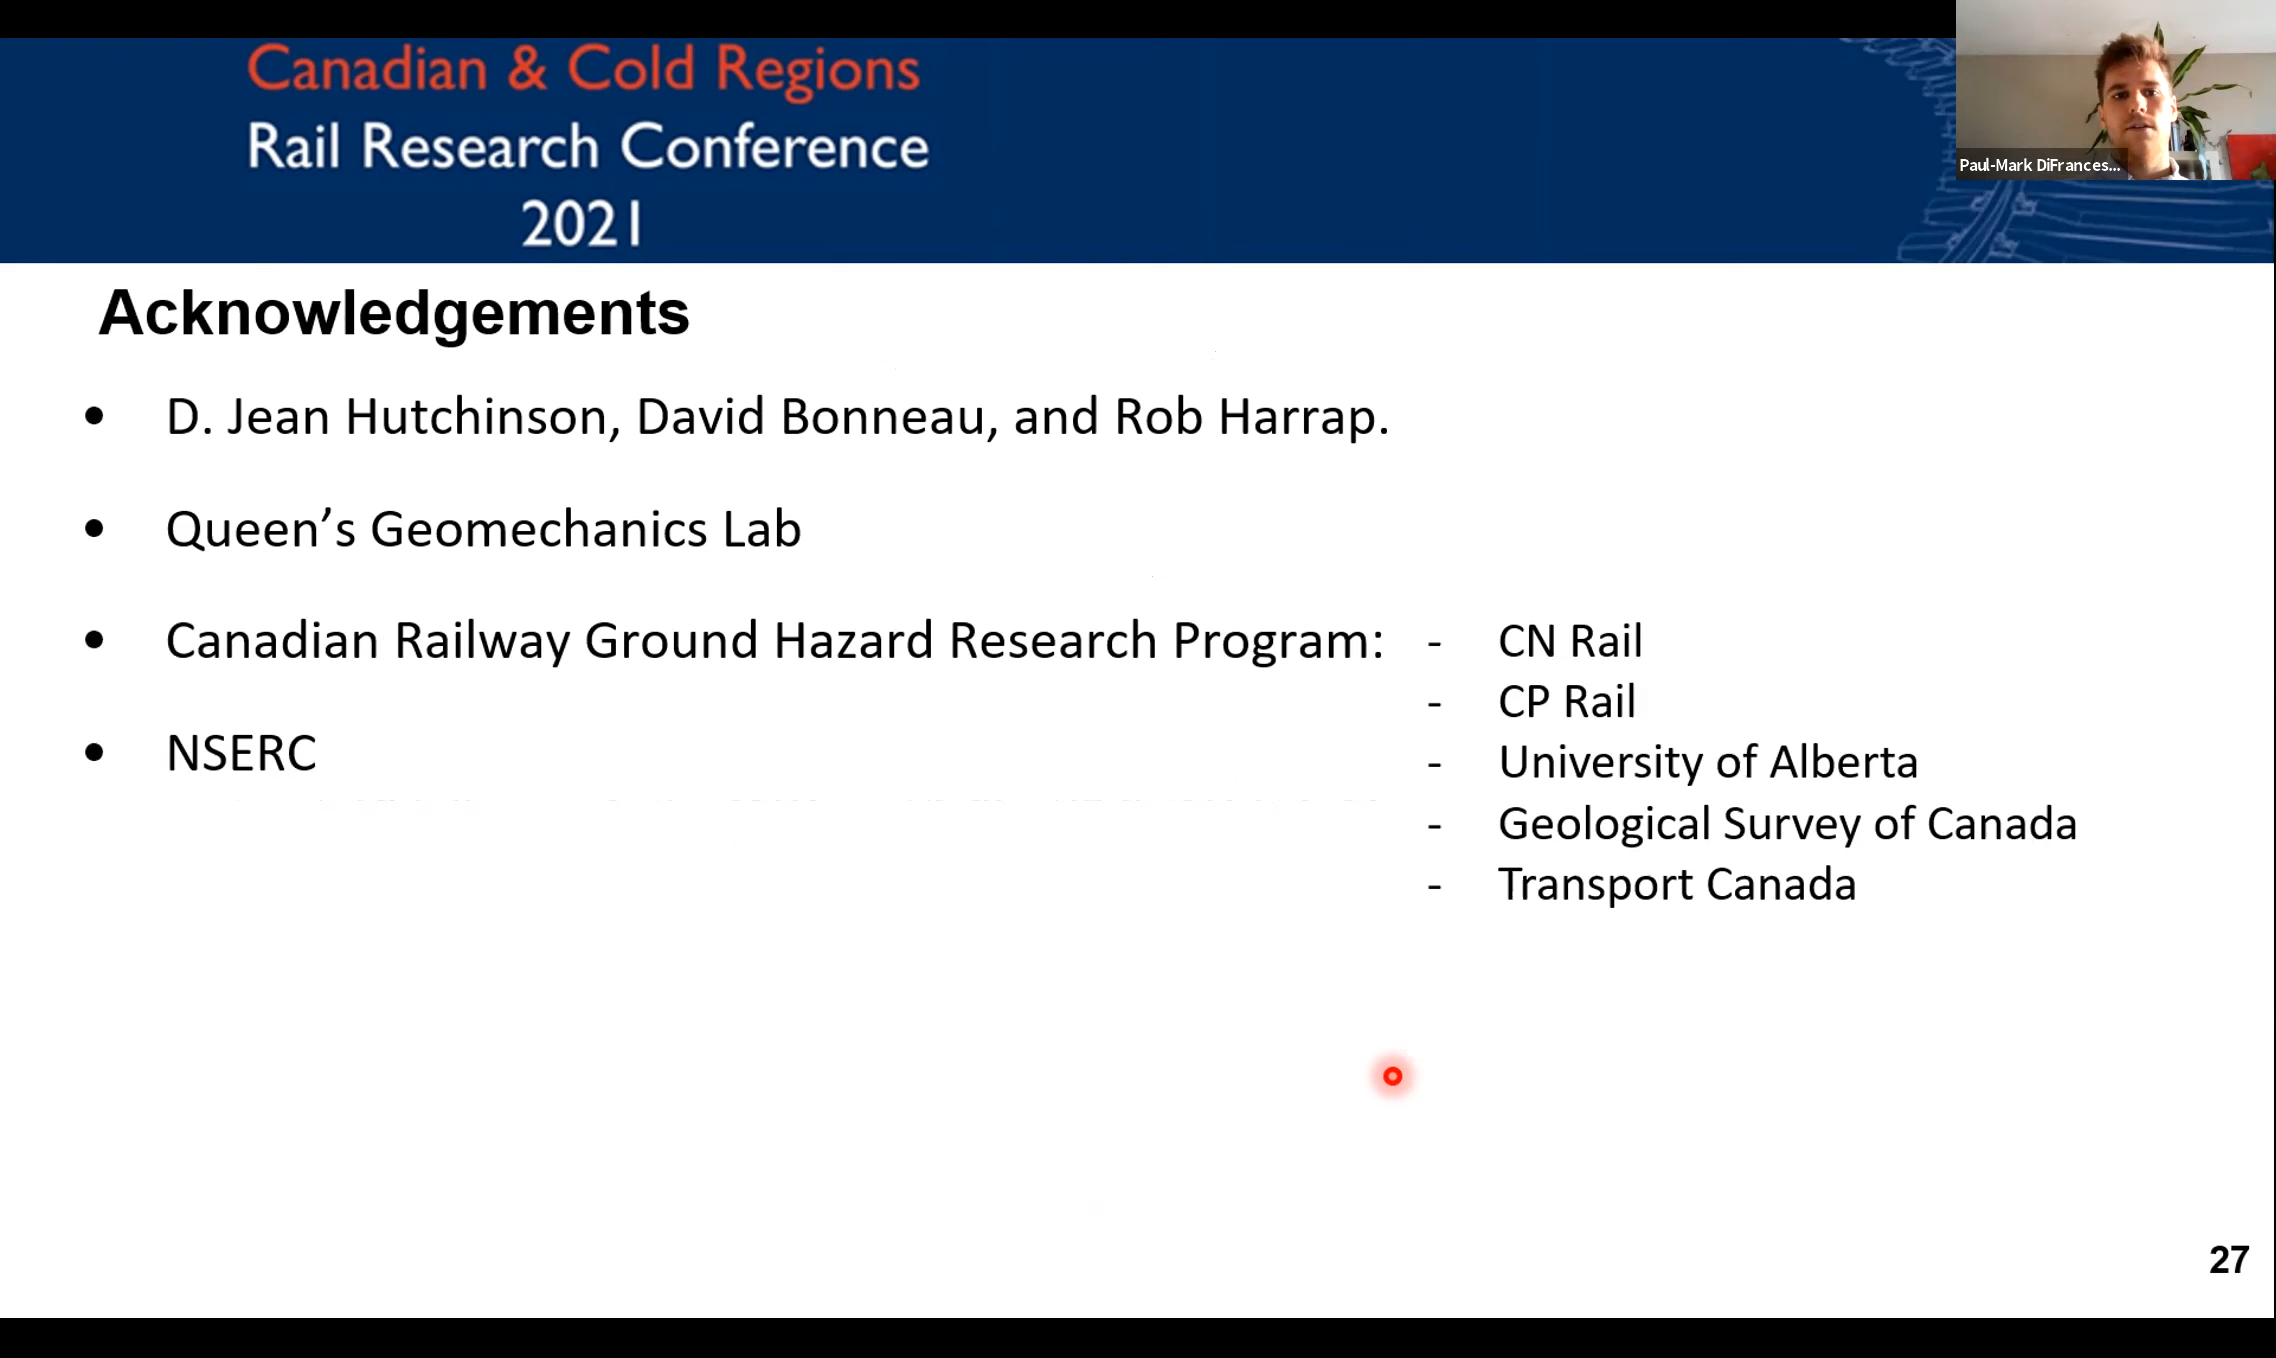 Canadian & Cold Regions
Rail Research Conference
2021
Paul-Mark DiFrances...
Acknowledgements
• D. Jean Hutchinson, David Bonneau, and Rob Harrap.
• Queen’s Geomechanics Lab
• Canadian Railway Ground Hazard Research Program:
- CN Rail
- CP Rail
- University of Alberta
- Geological Survey of Canada
- Transport Canada
• NSERC
27